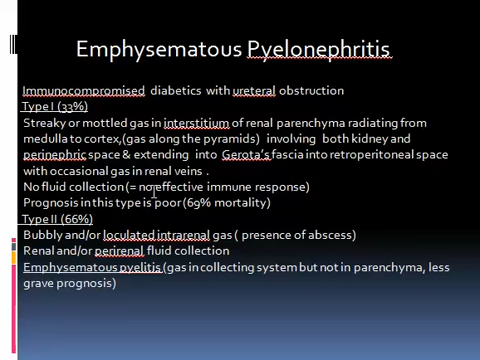 Emphysematous Pyelonephritis
Immunocompromised diabetics with ureteral obstruction
Type I (33%)
Streaky or mottled gas in interstitium of renal parenchyma radiating from
medulla to cortex,(gas along the pyramids) involving both kidney and
perinephric space & extending into Gerota's fascia into retroperitoneal space
with occasional gas in renal veins .
No fluid collection (= no effective immune response)
Prognosis in this type is poor (69% mortality)
Type II (66%)
Bubbly and/or loculated intrarenal gas ( presence of abscess)
Renal and/or perirenal fluid collection
Emphysematous pyelitis (gas in collecting system but not in parenchyma, less
grave prognosis)